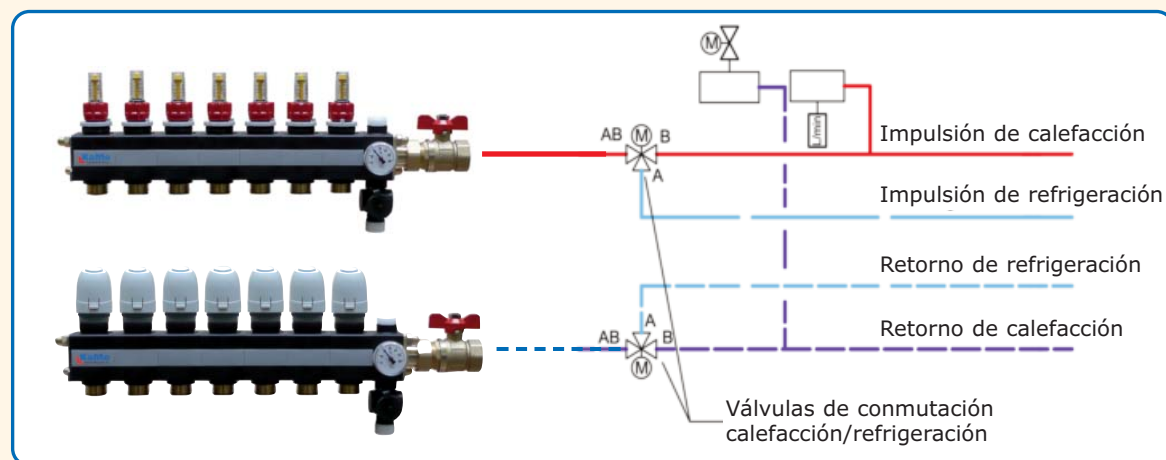 M
L/min
AB
M
B
A
Impulsión de calefacción
Impulsión de refrigeración
Retorno de refrigeración
A
AB
B
M
Retorno de calefacción
Válvulas de conmutación
calefacción/refrigeración